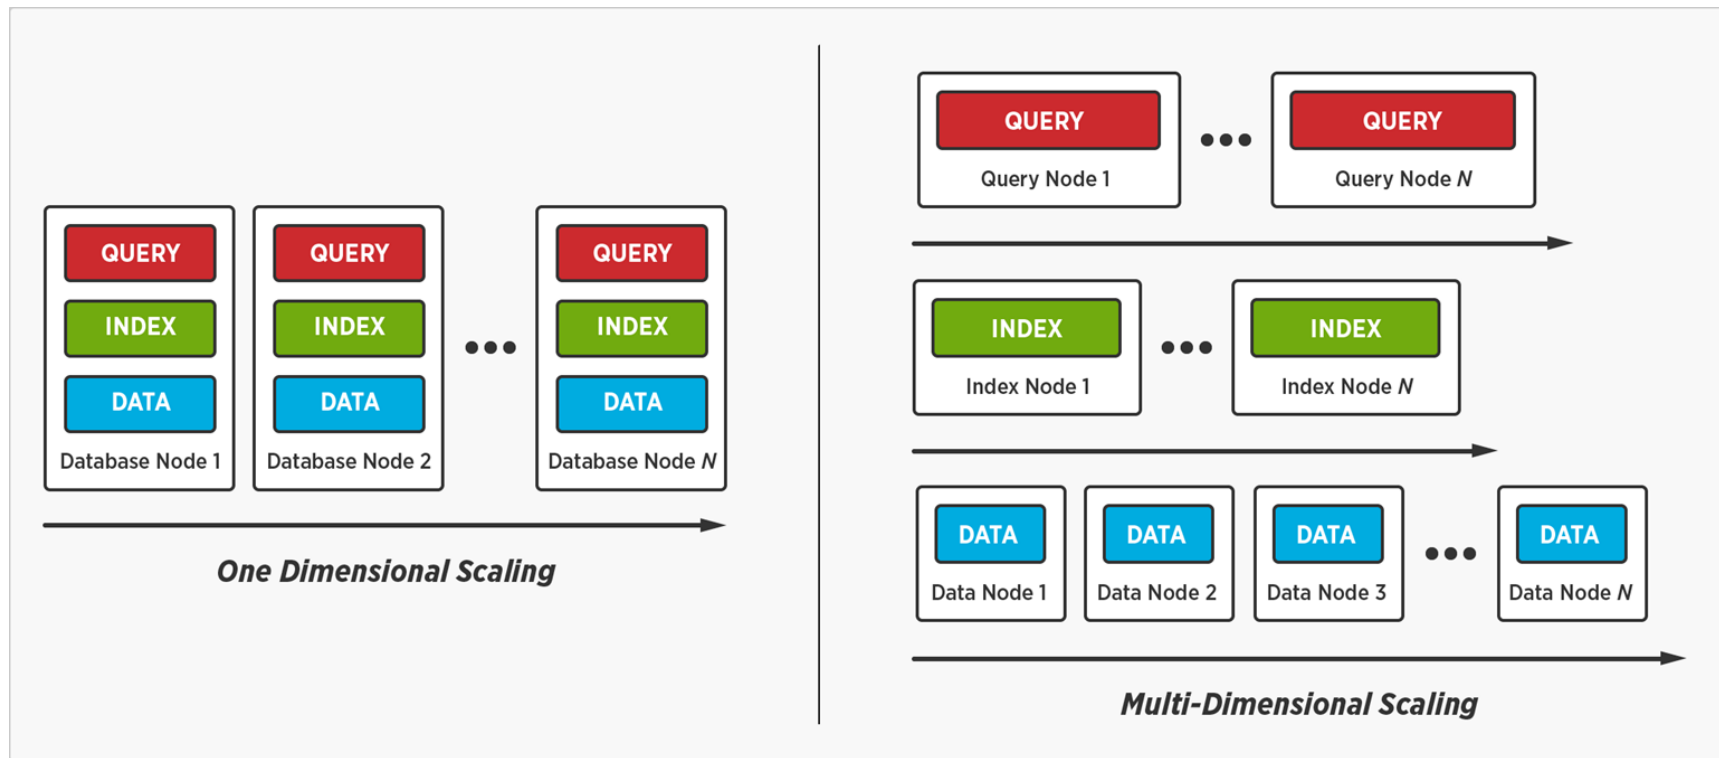 QUERY
INDEX
DATA
Database Node 1
QUERY
INDEX
DATA
Database Node 2
QUERY
INDEX
DATA
Database Node N
One Dimensional Scaling
QUERY
Query Node 1
QUERY
Query Node N
INDEX
Index Node 1
INDEX
Index Node N
DATA
Data Node 1
DATA
Data Node 2
DATA
Data Node 3
DATA
Data Node N
Multi-Dimensional Scaling